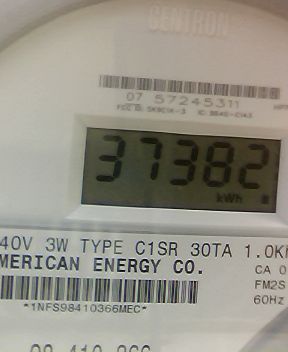 CENTRON
07 57245311
37382
kWh
40V 3W TYPE C1SR 30TA 1.0K
MERICAN ENERGY CO.
CA 0
FM2S
60Hz
*1NFS98410366MEC*